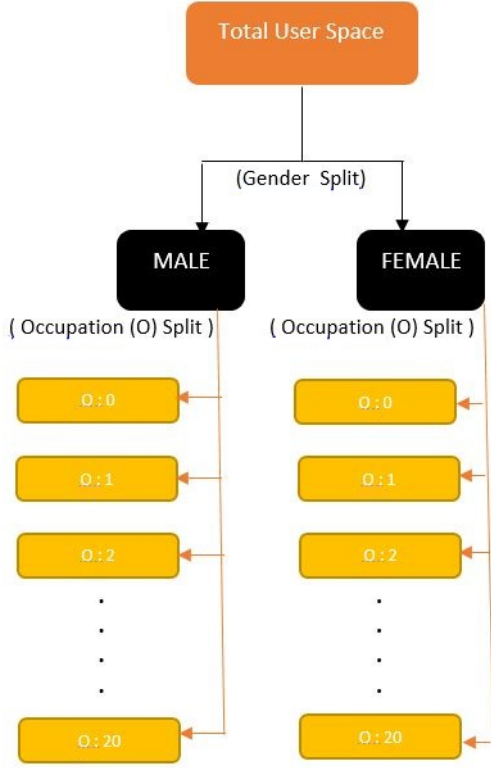 Total User Space
(Gender Split)
MALE
FEMALE
( Occupation (O) Split )
( Occupation (O) Split )
O : 0
O : 0
O : 1
O : 1
O : 2
O : 2
O : 20
O : 20